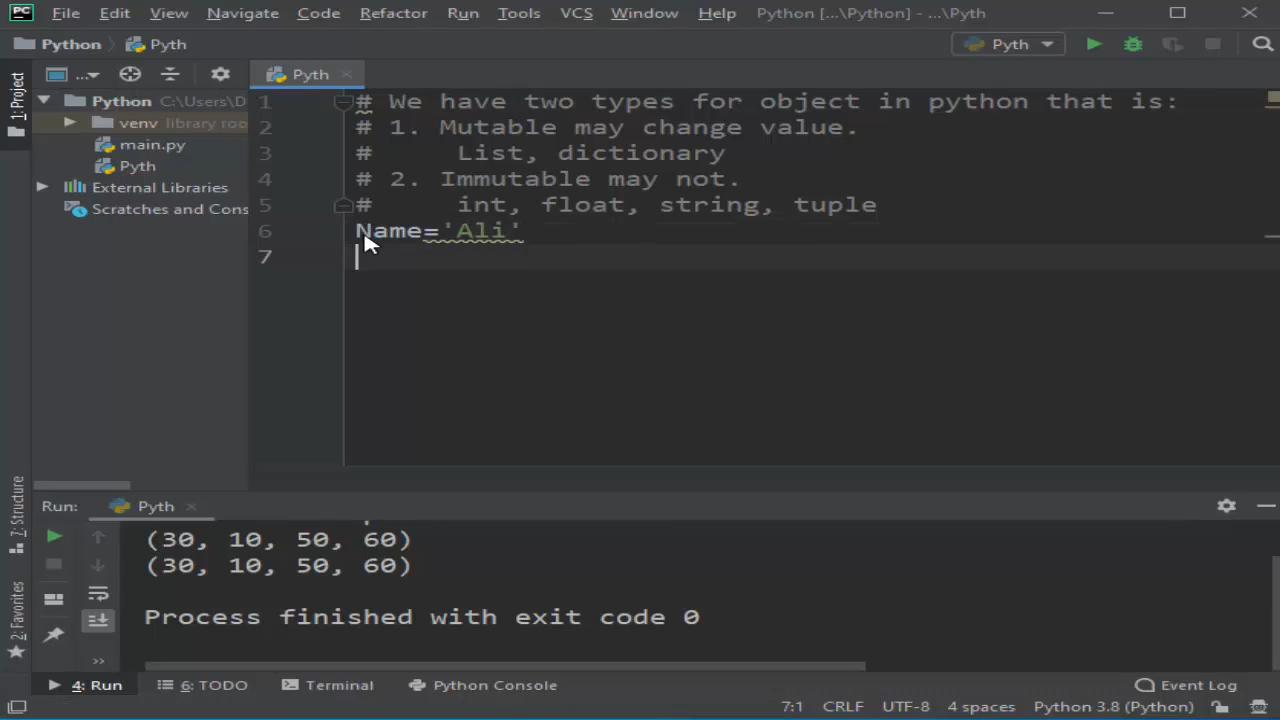 PC File Edit View Navigate Code Refactor Run Tools VCS Window Help Python [...\Python] - ...\Pyth
Python Pyth Pyth
1: Project
...
Pyth
Python C:\Users\D
venv library roo
main.py
Pyth
External Libraries
Scratches and Cons
1 # We have two types for object in python that is:
2 # 1. Mutable may change value.
3 # List, dictionary
4 # 2. Immutable may not.
5 # int, float, string, tuple
6 Name='Ali'
7
7: Structure
2: Favorites
Run: Pyth
(30, 10, 50, 60)
(30, 10, 50, 60)
Process finished with exit code 0
4: Run 6: TODO Terminal Python Console Event Log
7:1 CRLF UTF-8 4 spaces Python 3.8 (Python)